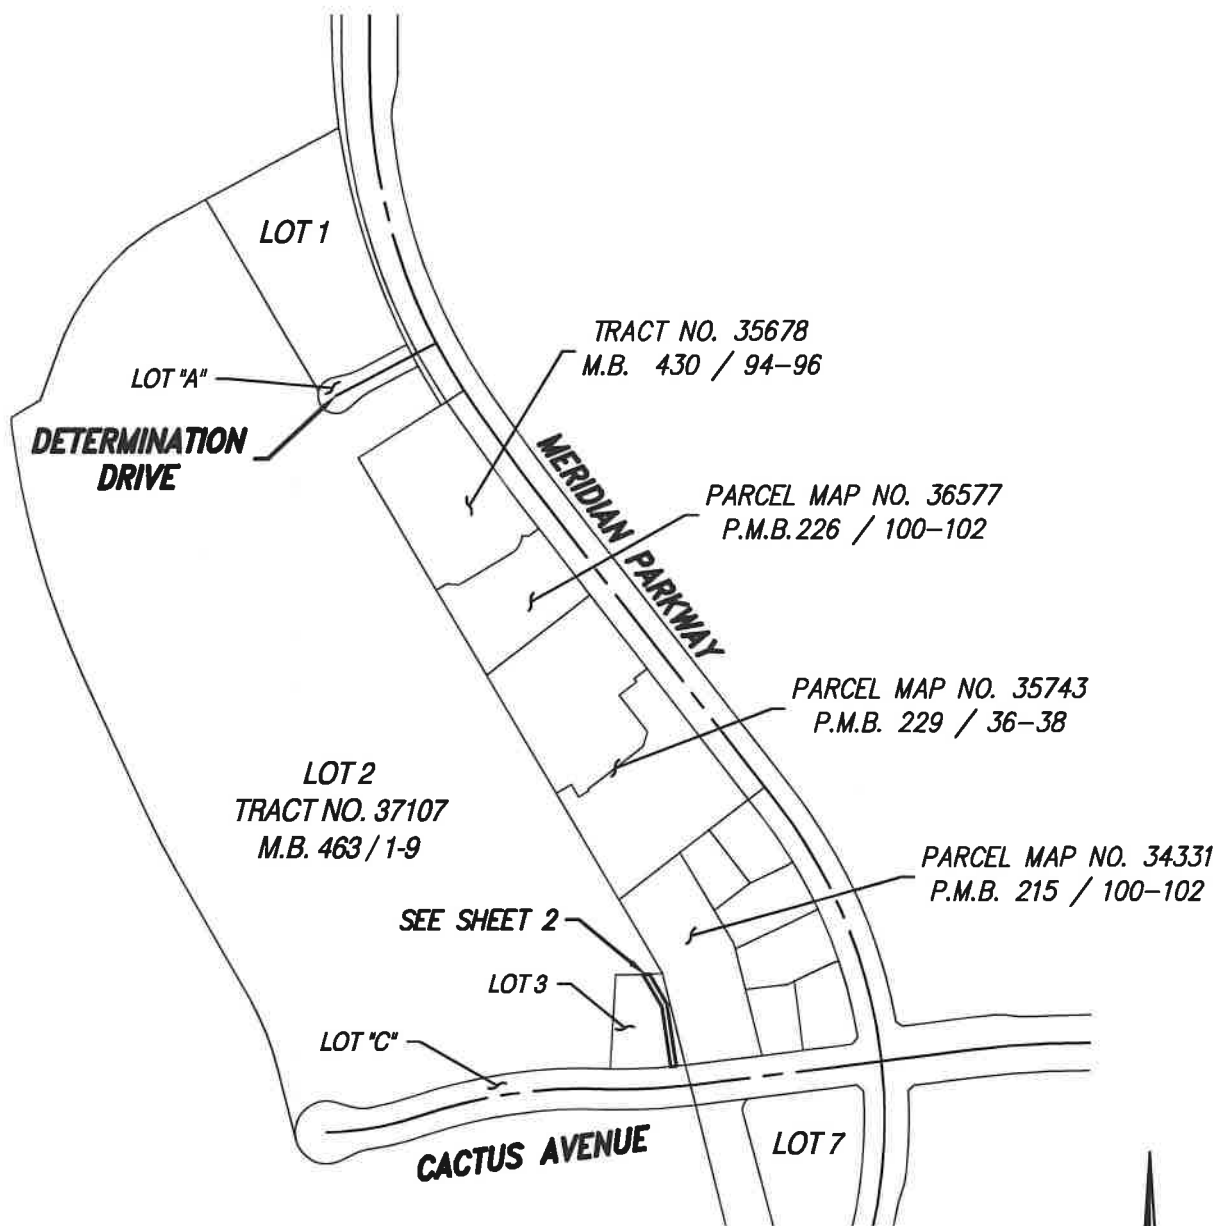 LOT 1
TRACT NO. 35678
M.B. 430 / 94-96
LOT "A"
DETERMINATION
DRIVE
MERIDIAN PARKWAY
PARCEL MAP NO. 36577
P.M.B.226 / 100-102
PARCEL MAP NO. 35743
P.M.B. 229 / 36-38
LOT 2
TRACT NO. 37107
M.B. 463 / 1-9
PARCEL MAP NO. 34331
P.M.B. 215 / 100-102
SEE SHEET 2
LOT 3
LOT "C"
CACTUS AVENUE
LOT 7